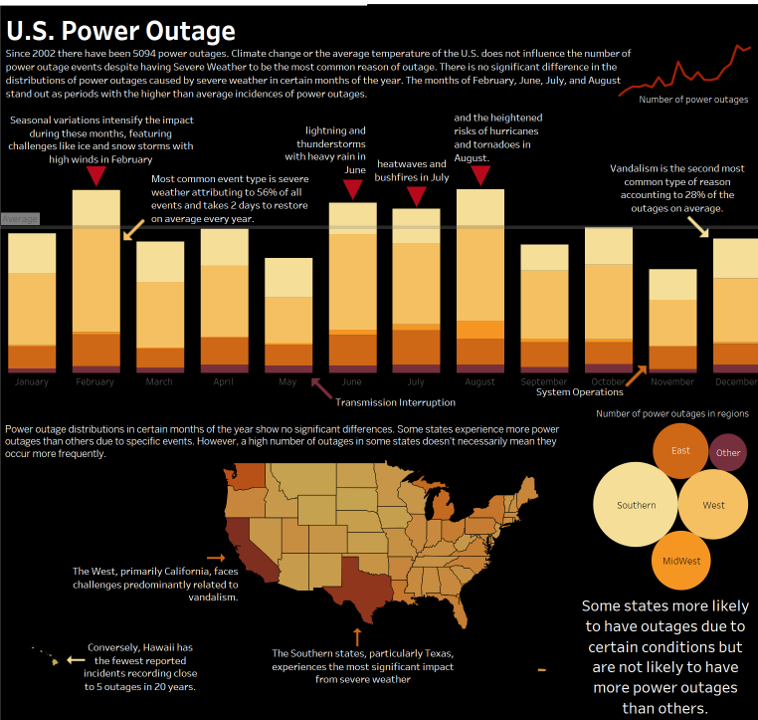 U.S. Power Outage
Since 2002 there have been 5094 power outages. Climate change or the average temperature of the U.S. does not influence the number of
power outage events despite having Severe Weather to be the most common reason of outage. There is no significant difference in the
distributions of power outages caused by severe weather in certain months of the year. The months of February, June, July, and August
stand out as periods with the higher than average incidences of power outages.
Number of power outages
Seasonal variations intensify the impact
during these months, featuring
challenges like ice and snow storms with
high winds in February
lightning and
thunderstorms
with heavy rain in
June
heatwaves and
bushfires in July
and the heightened
risks of hurricanes
and tornadoes in
August.
Most common event type is severe
weather attributing to 56% of all
events and takes 2 days to restore
on average every year.
Vandalism is the second most
common type of reason
accounting to 28% of the
outages on average.
Average
January
February
March
April
May
June
July
August
September
October
November
December
Transmission Interruption
System Operations
Number of power outages in regions
Power outage distributions in certain months of the year show no significant differences. Some states experience more power
outages than others due to specific events. However, a high number of outages in some states doesn't necessarily mean they
occur more frequently.
East
Other
Southern
West
MidWest
The West, primarily California, faces
challenges predominantly related to
vandalism.
Conversely, Hawaii has
the fewest reported
incidents recording close
to 5 outages in 20 years.
The Southern states, particularly Texas,
experiences the most significant impact
from severe weather
Some states more likely
to have outages due to
certain conditions but
are not likely to have
more power outages
than others.